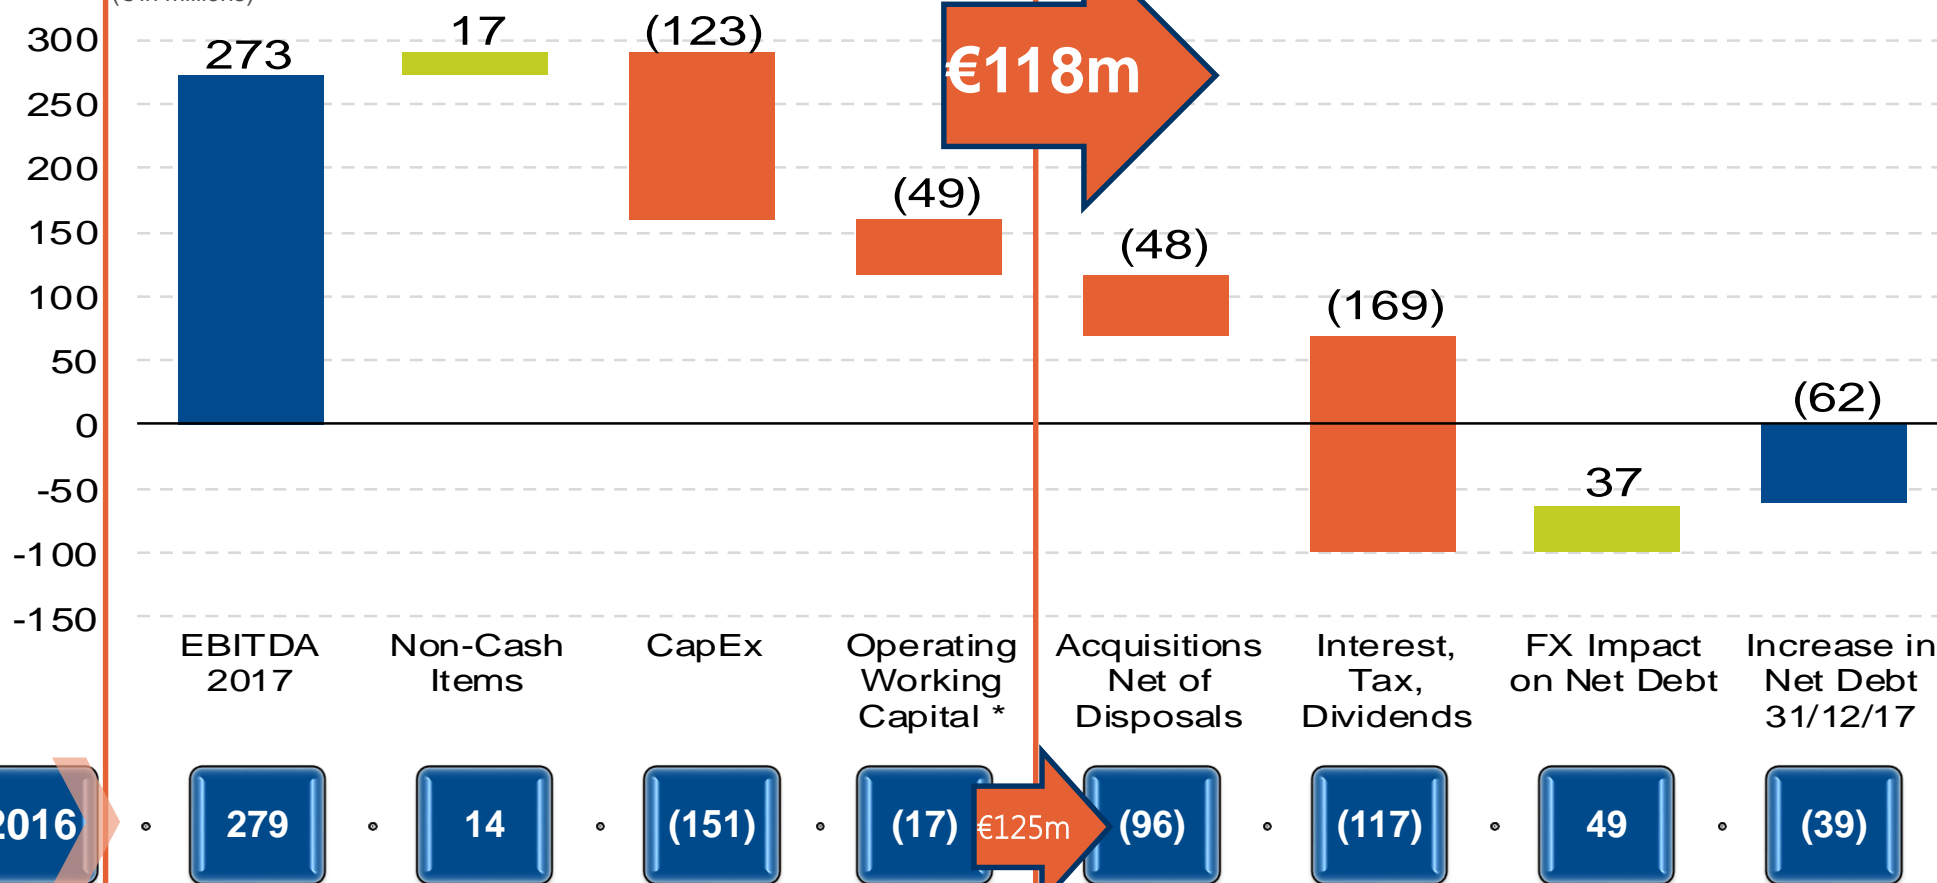 300
250
200
150
100
50
0
-50
-100
-150
273
17
(123)
(49)
€118m
(48)
(169)
37
(62)
EBITDA
2017
Non-Cash
Items
CapEx
Operating
Working
Capital *
Acquisitions
Net of
Disposals
Interest,
Tax,
Dividends
FX Impact
on Net Debt
Increase in
Net Debt
31/12/17
2016
279
14
(151)
(17)
€125m
(96)
(117)
49
(39)